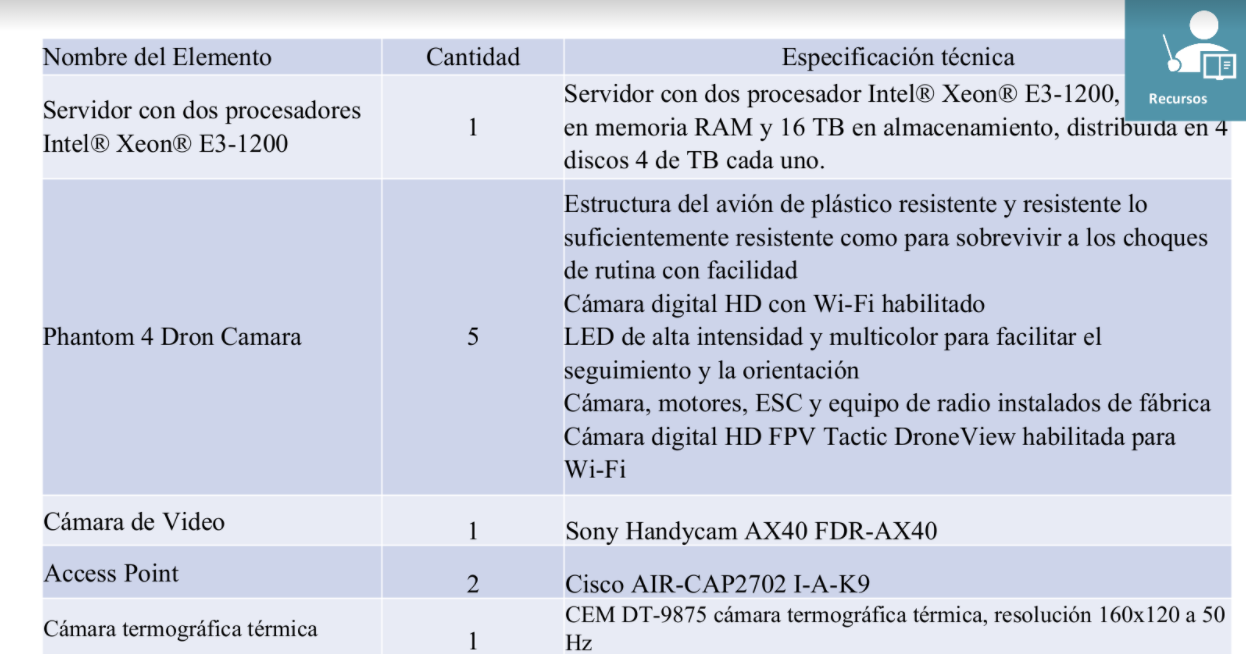 Nombre del Elemento Cantidad Especificación técnica
Recursos
Servidor con dos procesadores
Intel® Xeon® E3-1200
1
Servidor con dos procesador Intel® Xeon® E3-1200,
en memoria RAM y 16 TB en almacenamiento, distribuida en 4
discos 4 de TB cada uno.
Phantom 4 Dron Camara
5
Estructura del avión de plástico resistente y resistente lo
suficientemente resistente como para sobrevivir a los choques
de rutina con facilidad
Cámara digital HD con Wi-Fi habilitado
LED de alta intensidad y multicolor para facilitar el
seguimiento y la orientación
Cámara, motores, ESC y equipo de radio instalados de fábrica
Cámara digital HD FPV Tactic DroneView habilitada para
Wi-Fi
Cámara de Video 1 Sony Handycam AX40 FDR-AX40
Access Point 2 Cisco AIR-CAP2702 I-A-K9
Cámara termográfica térmica
1
CEM DT-9875 cámara termográfica térmica, resolución 160x120 a 50
Hz